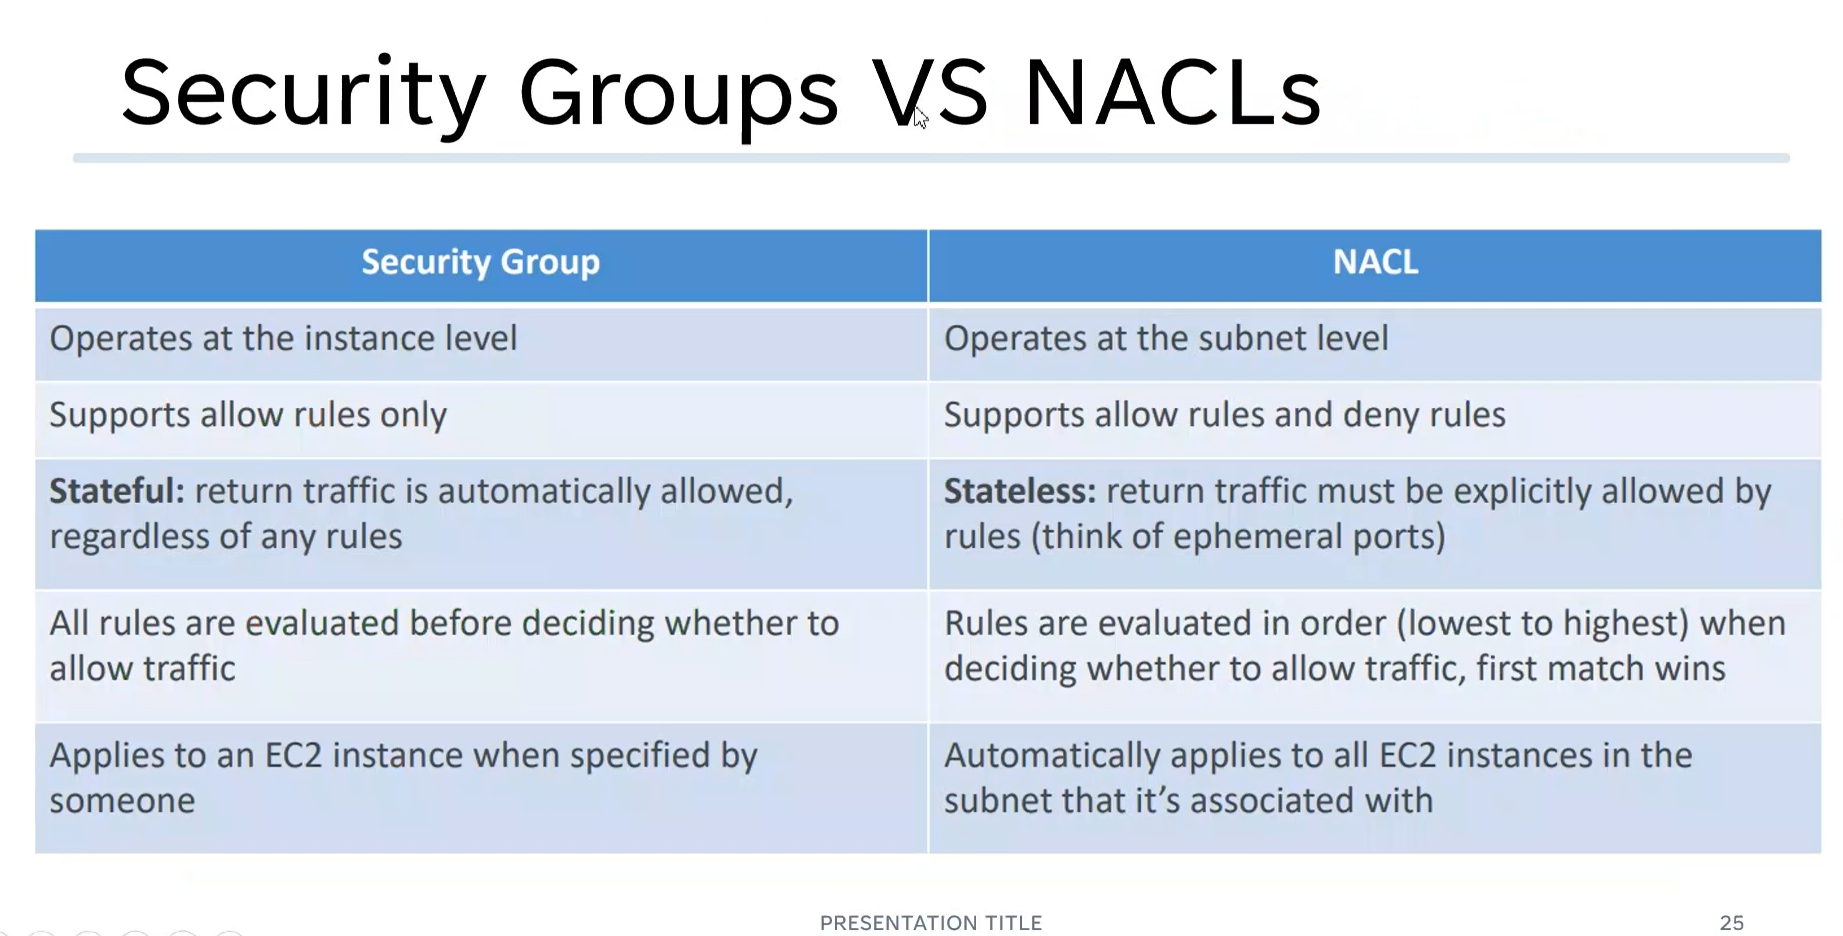 Security Groups VS NACLs
Security Group
NACL
Operates at the instance level
Operates at the subnet level
Supports allow rules only
Supports allow rules and deny rules
Stateful: return traffic is automatically allowed,
regardless of any rules
Stateless: return traffic must be explicitly allowed by
rules (think of ephemeral ports)
All rules are evaluated before deciding whether to
allow traffic
Rules are evaluated in order (lowest to highest) when
deciding whether to allow traffic, first match wins
Applies to an EC2 instance when specified by
someone
Automatically applies to all EC2 instances in the
subnet that it’s associated with
PRESENTATION TITLE
25